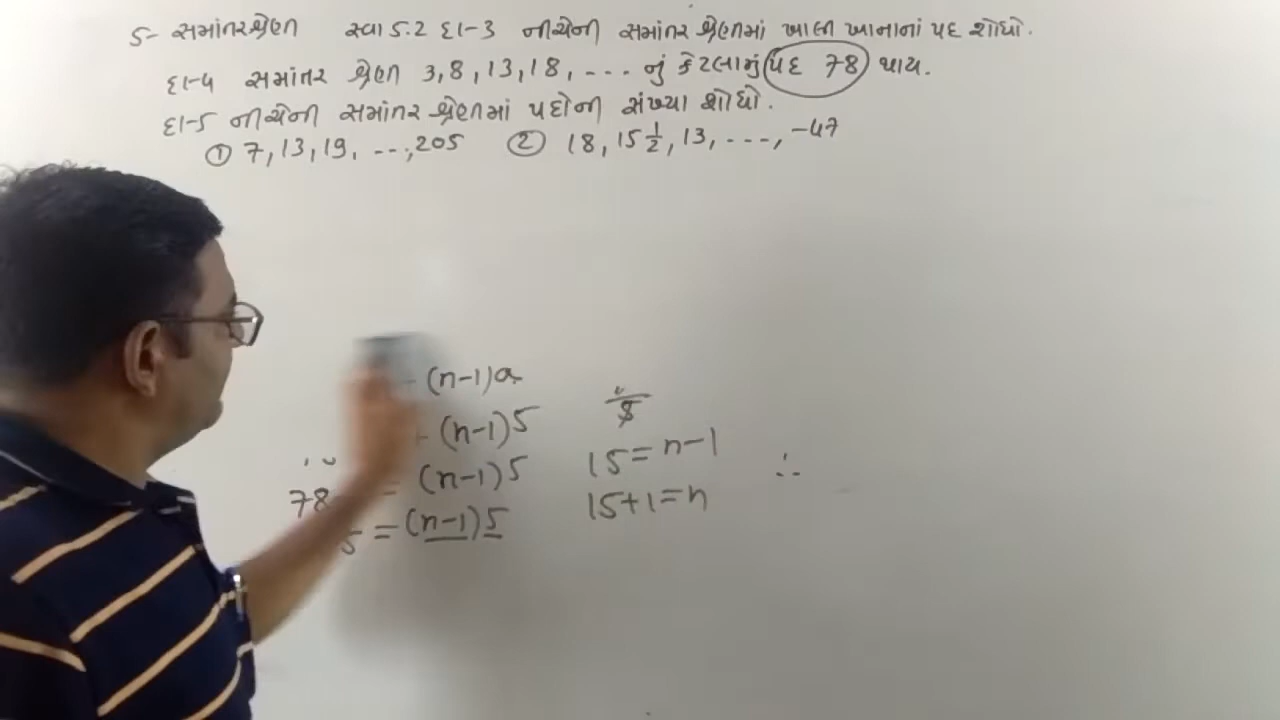 5- સમાંતરશ્રેણી સ્વા 5.2 દા-3 નીચેની સમાંતર શ્રેણીમાં ખાલી ખાનાનાં પદ શોધો.
દા-4 સમાંતર શ્રેણી 3, 8, 13, 18, ... નું કેટલામું પદ 78 થાય.
દા-5 નીચેની સમાંતર શ્રેણીમાં પદોની સંખ્યા શોધો.
① 7, 13, 19, ..., 205 ② 18, 15 1/2, 13, ...., -47
(n-1)
(n-1)5
78 = (n-1)5
5 = (n-1)5
15 = n-1
15+1 = n
∴